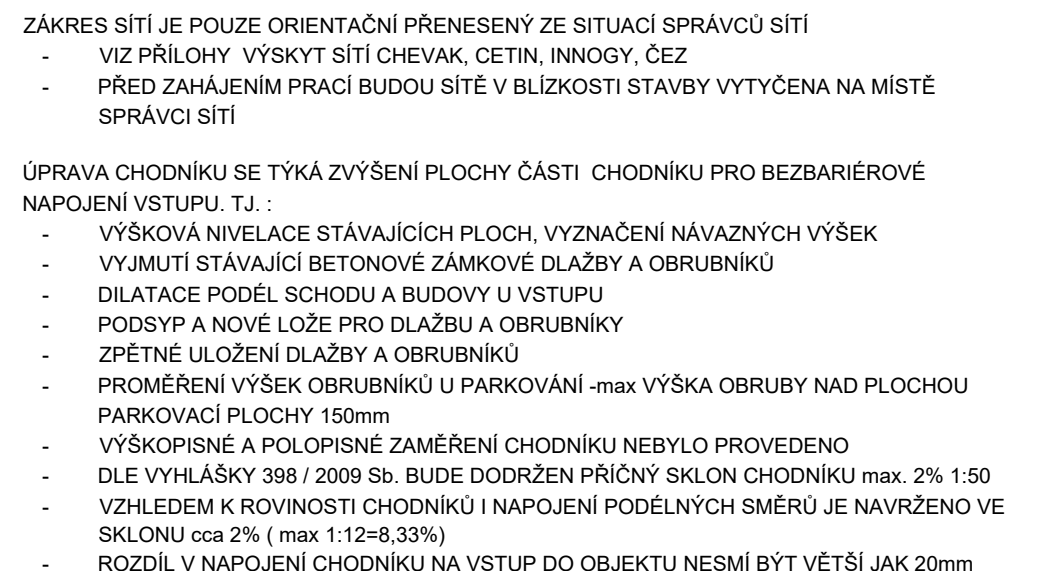 ZÁKRES SÍTÍ JE POUZE ORIENTAČNÍ PŘENESENÝ ZE SITUACÍ SPRÁVCŮ SÍTÍ
- VIZ PŘÍLOHY VÝSKYT SÍTÍ CHEVAK, CETIN, INNOGY, ČEZ
- PŘED ZAHÁJENÍM PRACÍ BUDOU SÍTĚ V BLÍZKOSTI STAVBY VYTYČENA NA MÍSTĚ
SPRÁVCI SÍTÍ
ÚPRAVA CHODNÍKU SE TÝKÁ ZVÝŠENÍ PLOCHY ČÁSTI CHODNÍKU PRO BEZBARIÉROVÉ
NAPOJENÍ VSTUPU. TJ. :
- VÝŠKOVÁ NIVELACE STÁVAJÍCÍCH PLOCH, VYZNAČENÍ NÁVAZNÝCH VÝŠEK
- VYJMUTÍ STÁVAJÍCÍ BETONOVÉ ZÁMKOVÉ DLAŽBY A OBRUBNÍKŮ
- DILATACE PODÉL SCHODU A BUDOVY U VSTUPU
- PODSYP A NOVÉ LOŽE PRO DLAŽBU A OBRUBNÍKY
- ZPĚTNÉ ULOŽENÍ DLAŽBY A OBRUBNÍKŮ
- PROMĚŘENÍ VÝŠEK OBRUBNÍKŮ U PARKOVÁNÍ -max VÝŠKA OBRUBY NAD PLOCHOU
PARKOVACÍ PLOCHY 150mm
- VÝŠKOPISNÉ A POLOPISNÉ ZAMĚŘENÍ CHODNÍKU NEBYLO PROVEDENO
- DLE VYHLÁŠKY 398 / 2009 Sb. BUDE DODRŽEN PŘÍČNÝ SKLON CHODNÍKU max. 2% 1:50
- VZHLEDEM K ROVINOSTI CHODNÍKŮ I NAPOJENÍ PODÉLNÝCH SMĚRŮ JE NAVRŽENO VE
SKLONU cca 2% ( max 1:12=8,33%)
- ROZDÍL V NAPOJENÍ CHODNÍKU NA VSTUP DO OBJEKTU NESMÍ BÝT VĚTŠÍ JAK 20mm